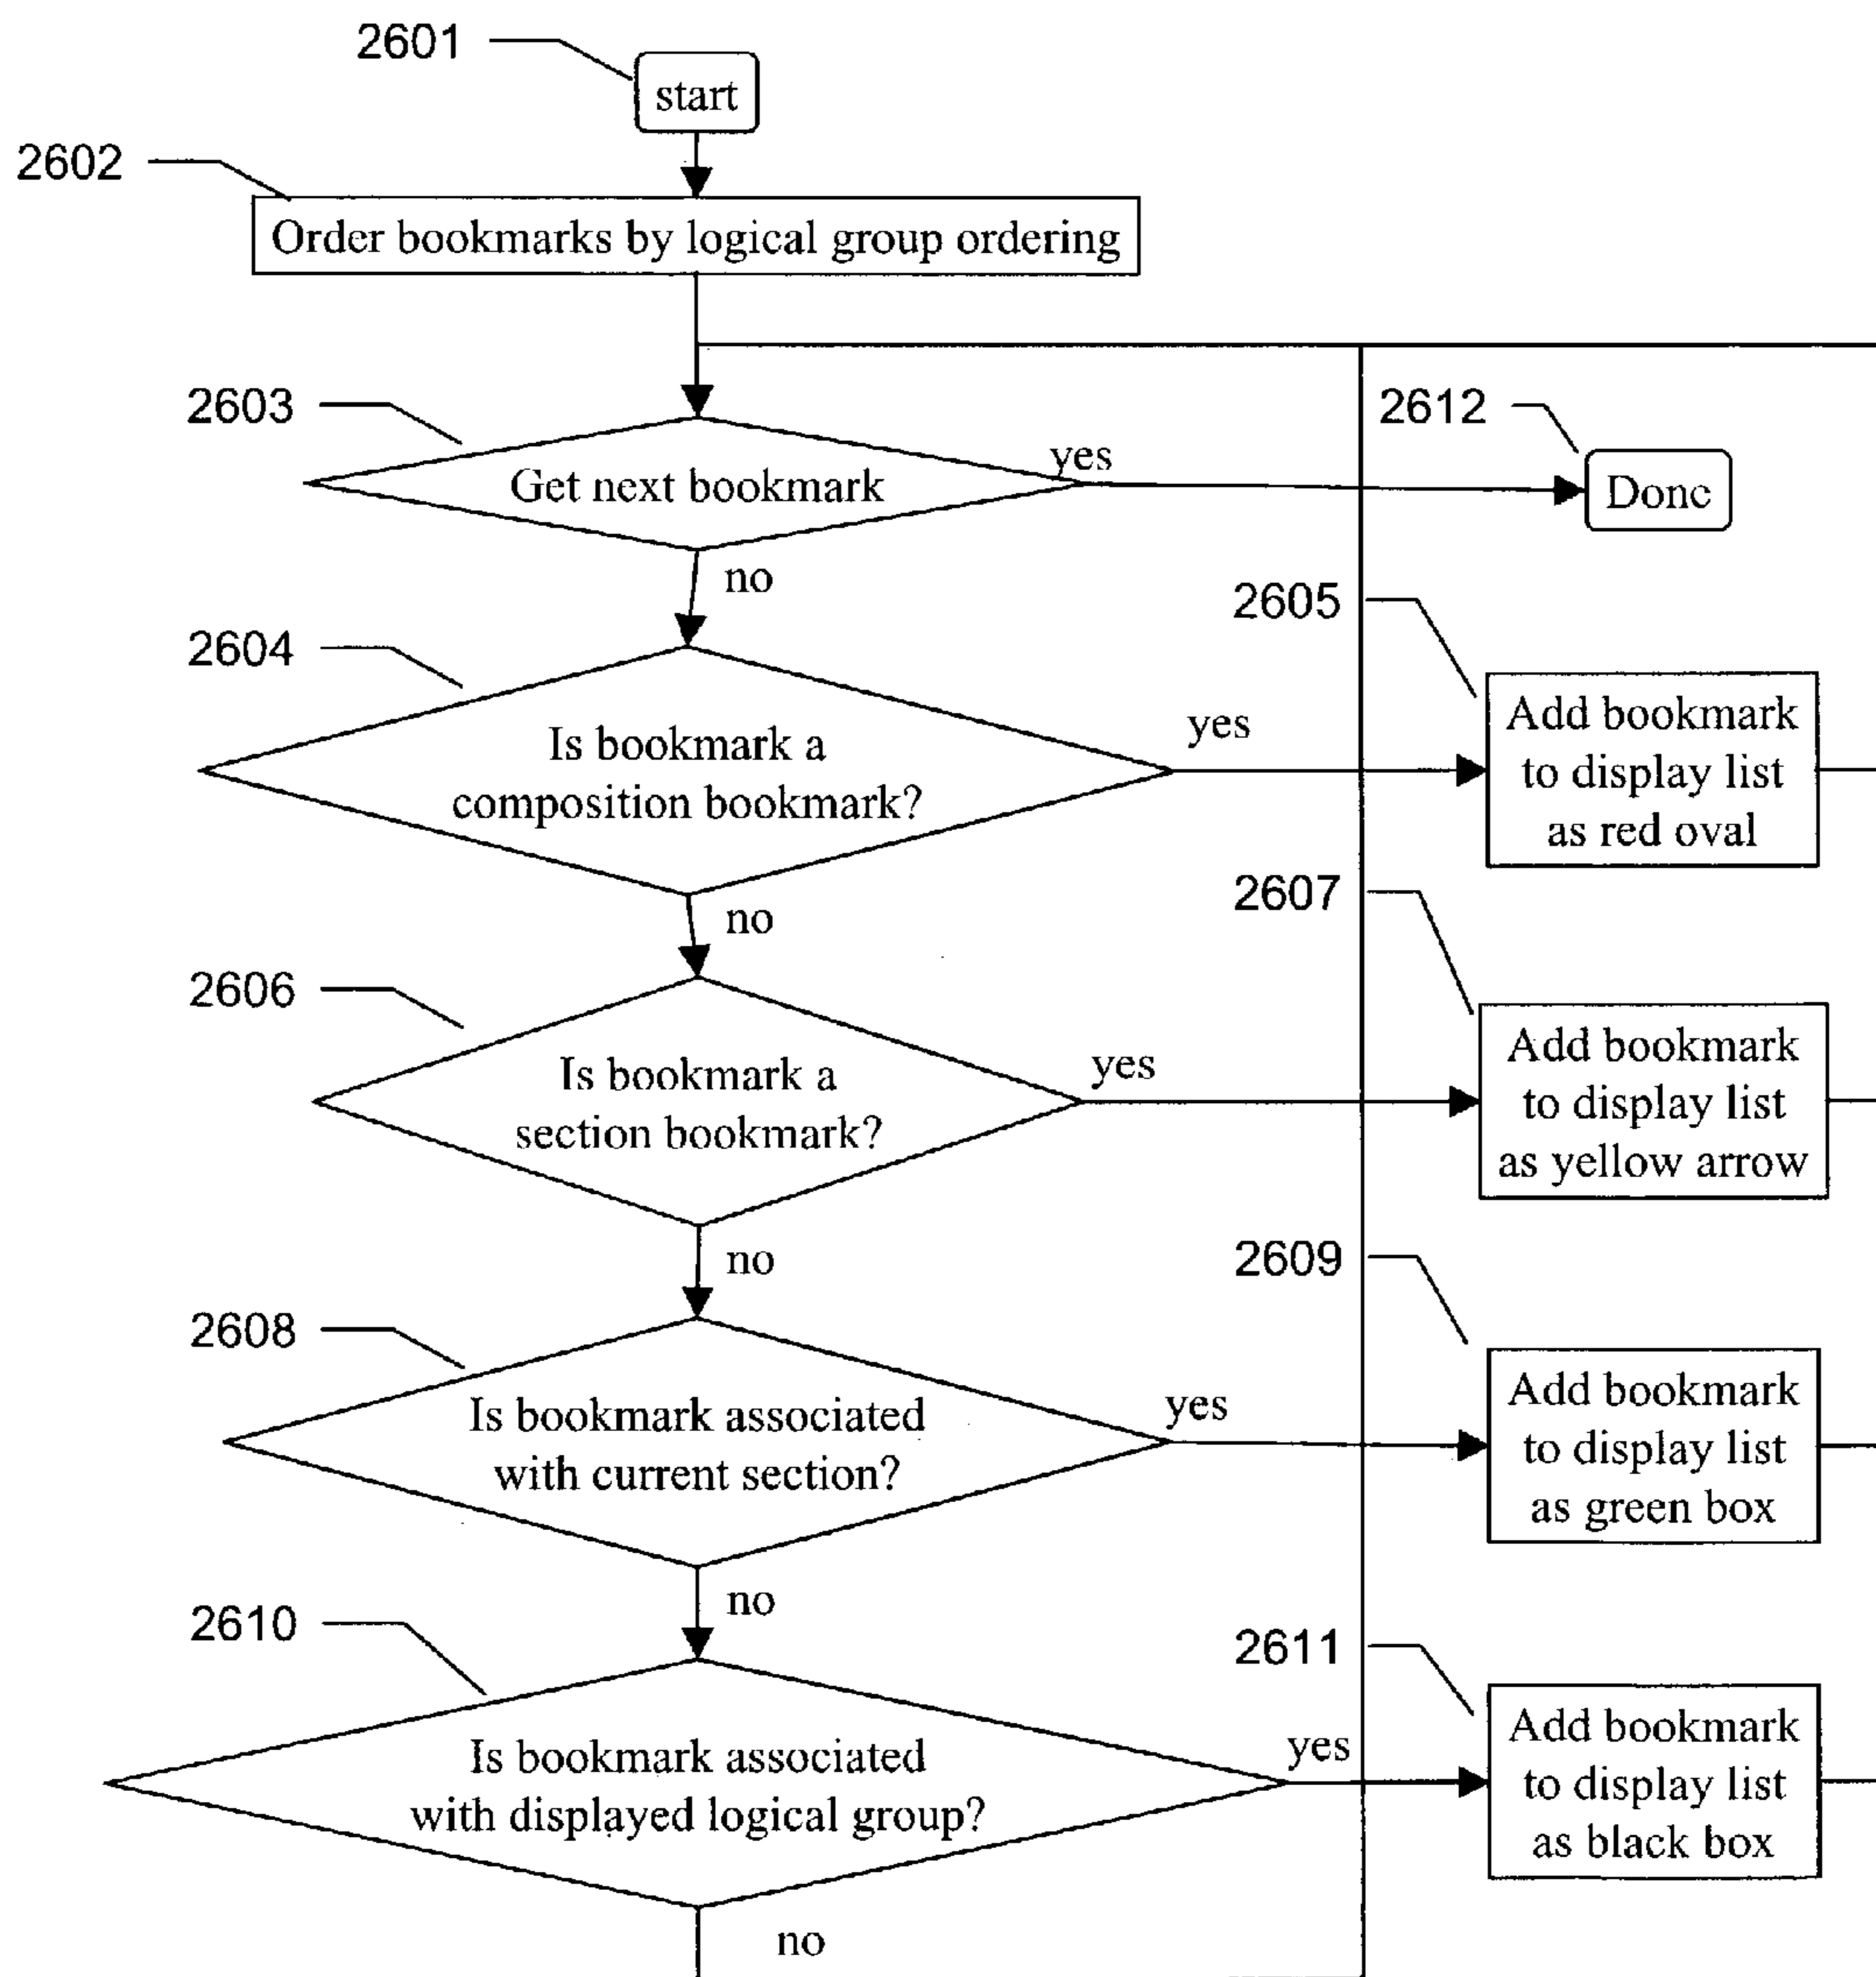 2601
start
2602
Order bookmarks by logical group ordering
2603
Get next bookmark
yes
2612
Done
no
2604
Is bookmark a
composition bookmark?
yes
2605
Add bookmark
to display list
as red oval
no
2606
Is bookmark a
section bookmark?
yes
2607
Add bookmark
to display list
as yellow arrow
no
2608
Is bookmark associated
with current section?
yes
2609
Add bookmark
to display list
as green box
no
2610
Is bookmark associated
with displayed logical group?
yes
2611
Add bookmark
to display list
as black box
no